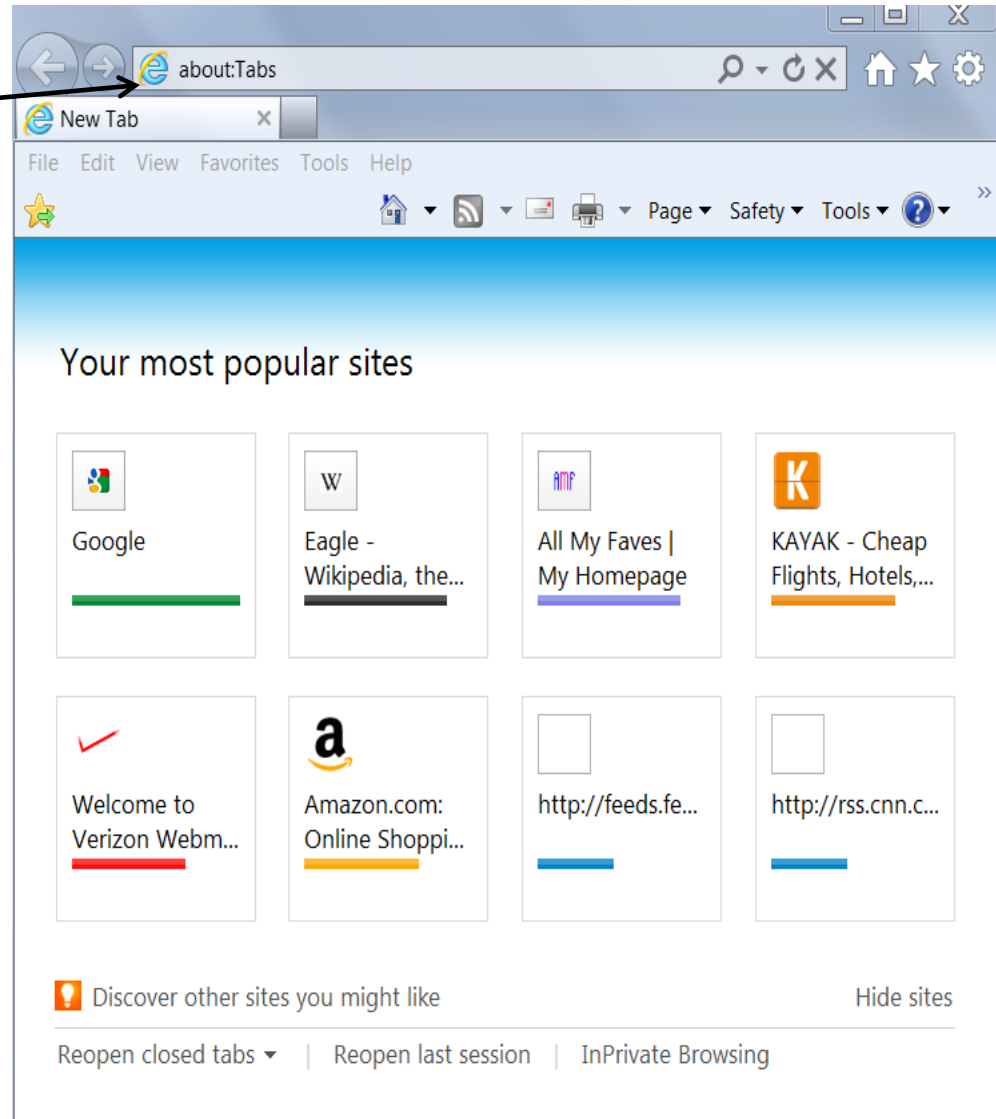 about:Tabs
New Tab
File Edit View Favorites Tools Help
Page Safety Tools ?
Your most popular sites
W
AMF
K
Google
Eagle -
Wikipedia, the...
All My Faves |
My Homepage
KAYAK - Cheap
Flights, Hotels,...
a
Welcome to
Verizon Webm...
Amazon.com:
Online Shoppi...
http://feeds.fe...
http://rss.cnn.c...
Discover other sites you might like
Hide sites
Reopen closed tabs | Reopen last session | InPrivate Browsing